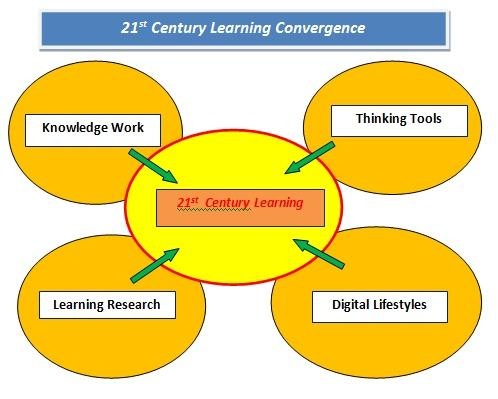 21st Century Learning Convergence
Knowledge Work
Thinking Tools
21st Century Learning
Learning Research
Digital Lifestyles